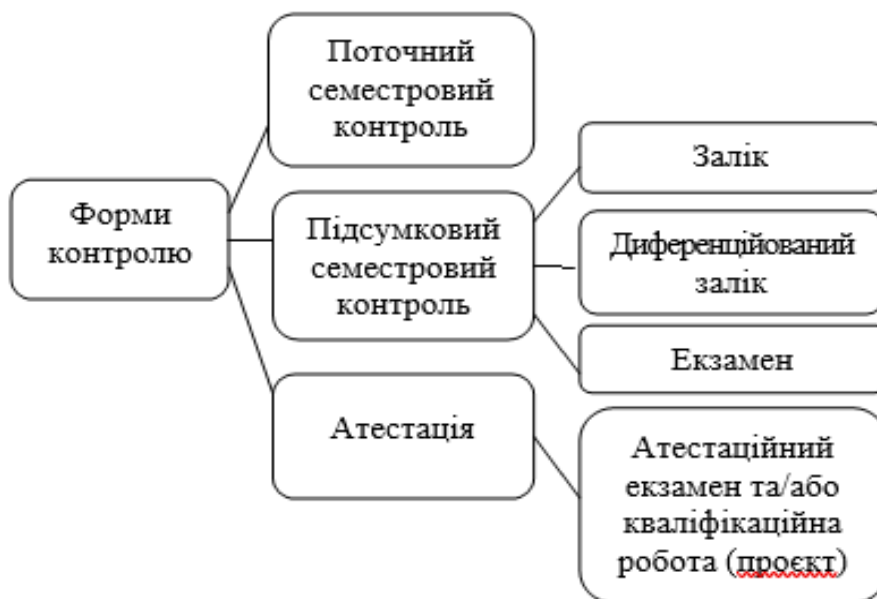 Форми
контролю
Поточний
семестровий
контроль
Підсумковий
семестровий
контроль
Залік
Диференційований
залік
Екзамен
Атестація
Атестаційний
екзамен та/або
кваліфікаційна
робота (проєкт)